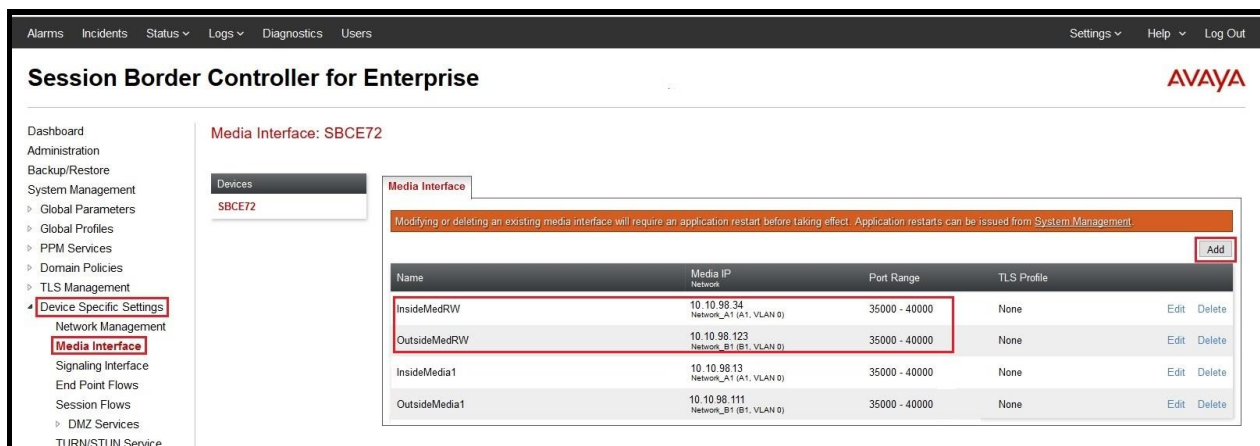 Alarms Incidents Status Logs Diagnostics Users Settings Help Log Out
Session Border Controller for Enterprise
AVAYA
Dashboard
Administration
Backup/Restore
System Management
Global Parameters
Global Profiles
PPM Services
Domain Policies
TLS Management
Device Specific Settings
Network Management
Media Interface
Signaling Interface
End Point Flows
Session Flows
DMZ Services
TURN/STUN Service
Media Interface: SBCE72
Devices
SBCE72
Media Interface
Modifying or deleting an existing media interface will require an application restart before taking effect. Application restarts can be issued from System Management.
Add
Name Media IP Port Range TLS Profile
Network
InsideMedRW 10.10.98.34 35000 - 40000 None Edit Delete
Network_A1 (A1, VLAN 0)
OutsideMedRW 10.10.98.123 35000 - 40000 None Edit Delete
Network_B1 (B1, VLAN 0)
InsideMedia1 10.10.98.13 35000 - 40000 None Edit Delete
Network_A1 (A1, VLAN 0)
OutsideMedia1 10.10.98.111 35000 - 40000 None Edit Delete
Network_B1 (B1, VLAN 0)